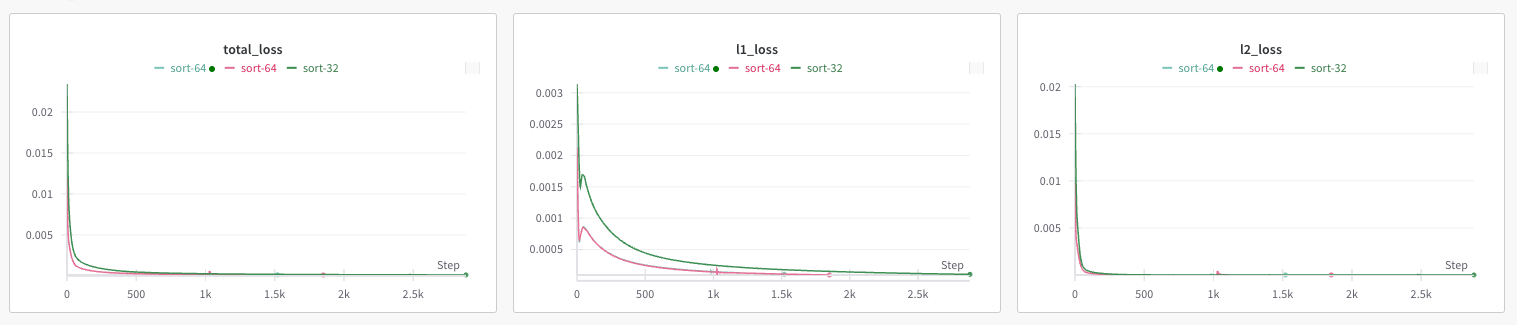 total_loss
sort-64 sort-64 sort-32
0.02
0.015
0.01
0.005
Step
0 500 1k 1.5k 2k 2.5k
l1_loss
sort-64 sort-64 sort-32
0.003
0.0025
0.002
0.0015
0.001
0.0005
Step
0 500 1k 1.5k 2k 2.5k
l2_loss
sort-64 sort-64 sort-32
0.02
0.015
0.01
0.005
Step
0 500 1k 1.5k 2k 2.5k